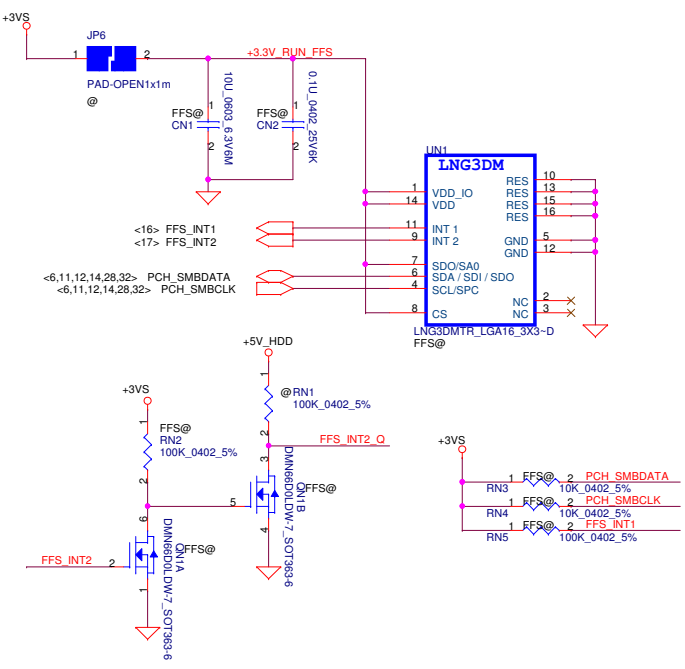 +3VS
JP6
1 2
PAD-OPEN1x1m
@
+3.3V_RUN_FFS
FFS@
CN1
1
2
10U_0603_6.3V6M
FFS@
CN2
1
2
0.1U_0402_25V6K
UN1
LNG3DM
1 VDD_IO
14 VDD
11 INT 1
9 INT 2
7 SDO/SA0
6 SDA / SDI / SDO
4 SCL/SPC
8 CS
RES 10
RES 13
RES 15
RES 16
GND 5
GND 12
NC 2
NC 3
LNG3DMTR_LGA16_3X3~D
FFS@
<16> FFS_INT1
<17> FFS_INT2
<6,11,12,14,28,32> PCH_SMBDATA
<6,11,12,14,28,32> PCH_SMBCLK
+5V_HDD
1
@RN1
100K_0402_5%
2
FFS_INT2_Q
+3VS
1
FFS@
RN2
100K_0402_5%
2
3
5
4
QN1B
FFS@
DMN66D0LDW-7_SOT363-6
6
FFS_INT2 2
1
QN1A
FFS@
DMN66D0LDW-7_SOT363-6
+3VS
RN3 1 FFS@ 2 PCH_SMBDATA
10K_0402_5%
RN4 1 FFS@ 2 PCH_SMBCLK
10K_0402_5%
RN5 1 FFS@ 2 FFS_INT1
100K_0402_5%